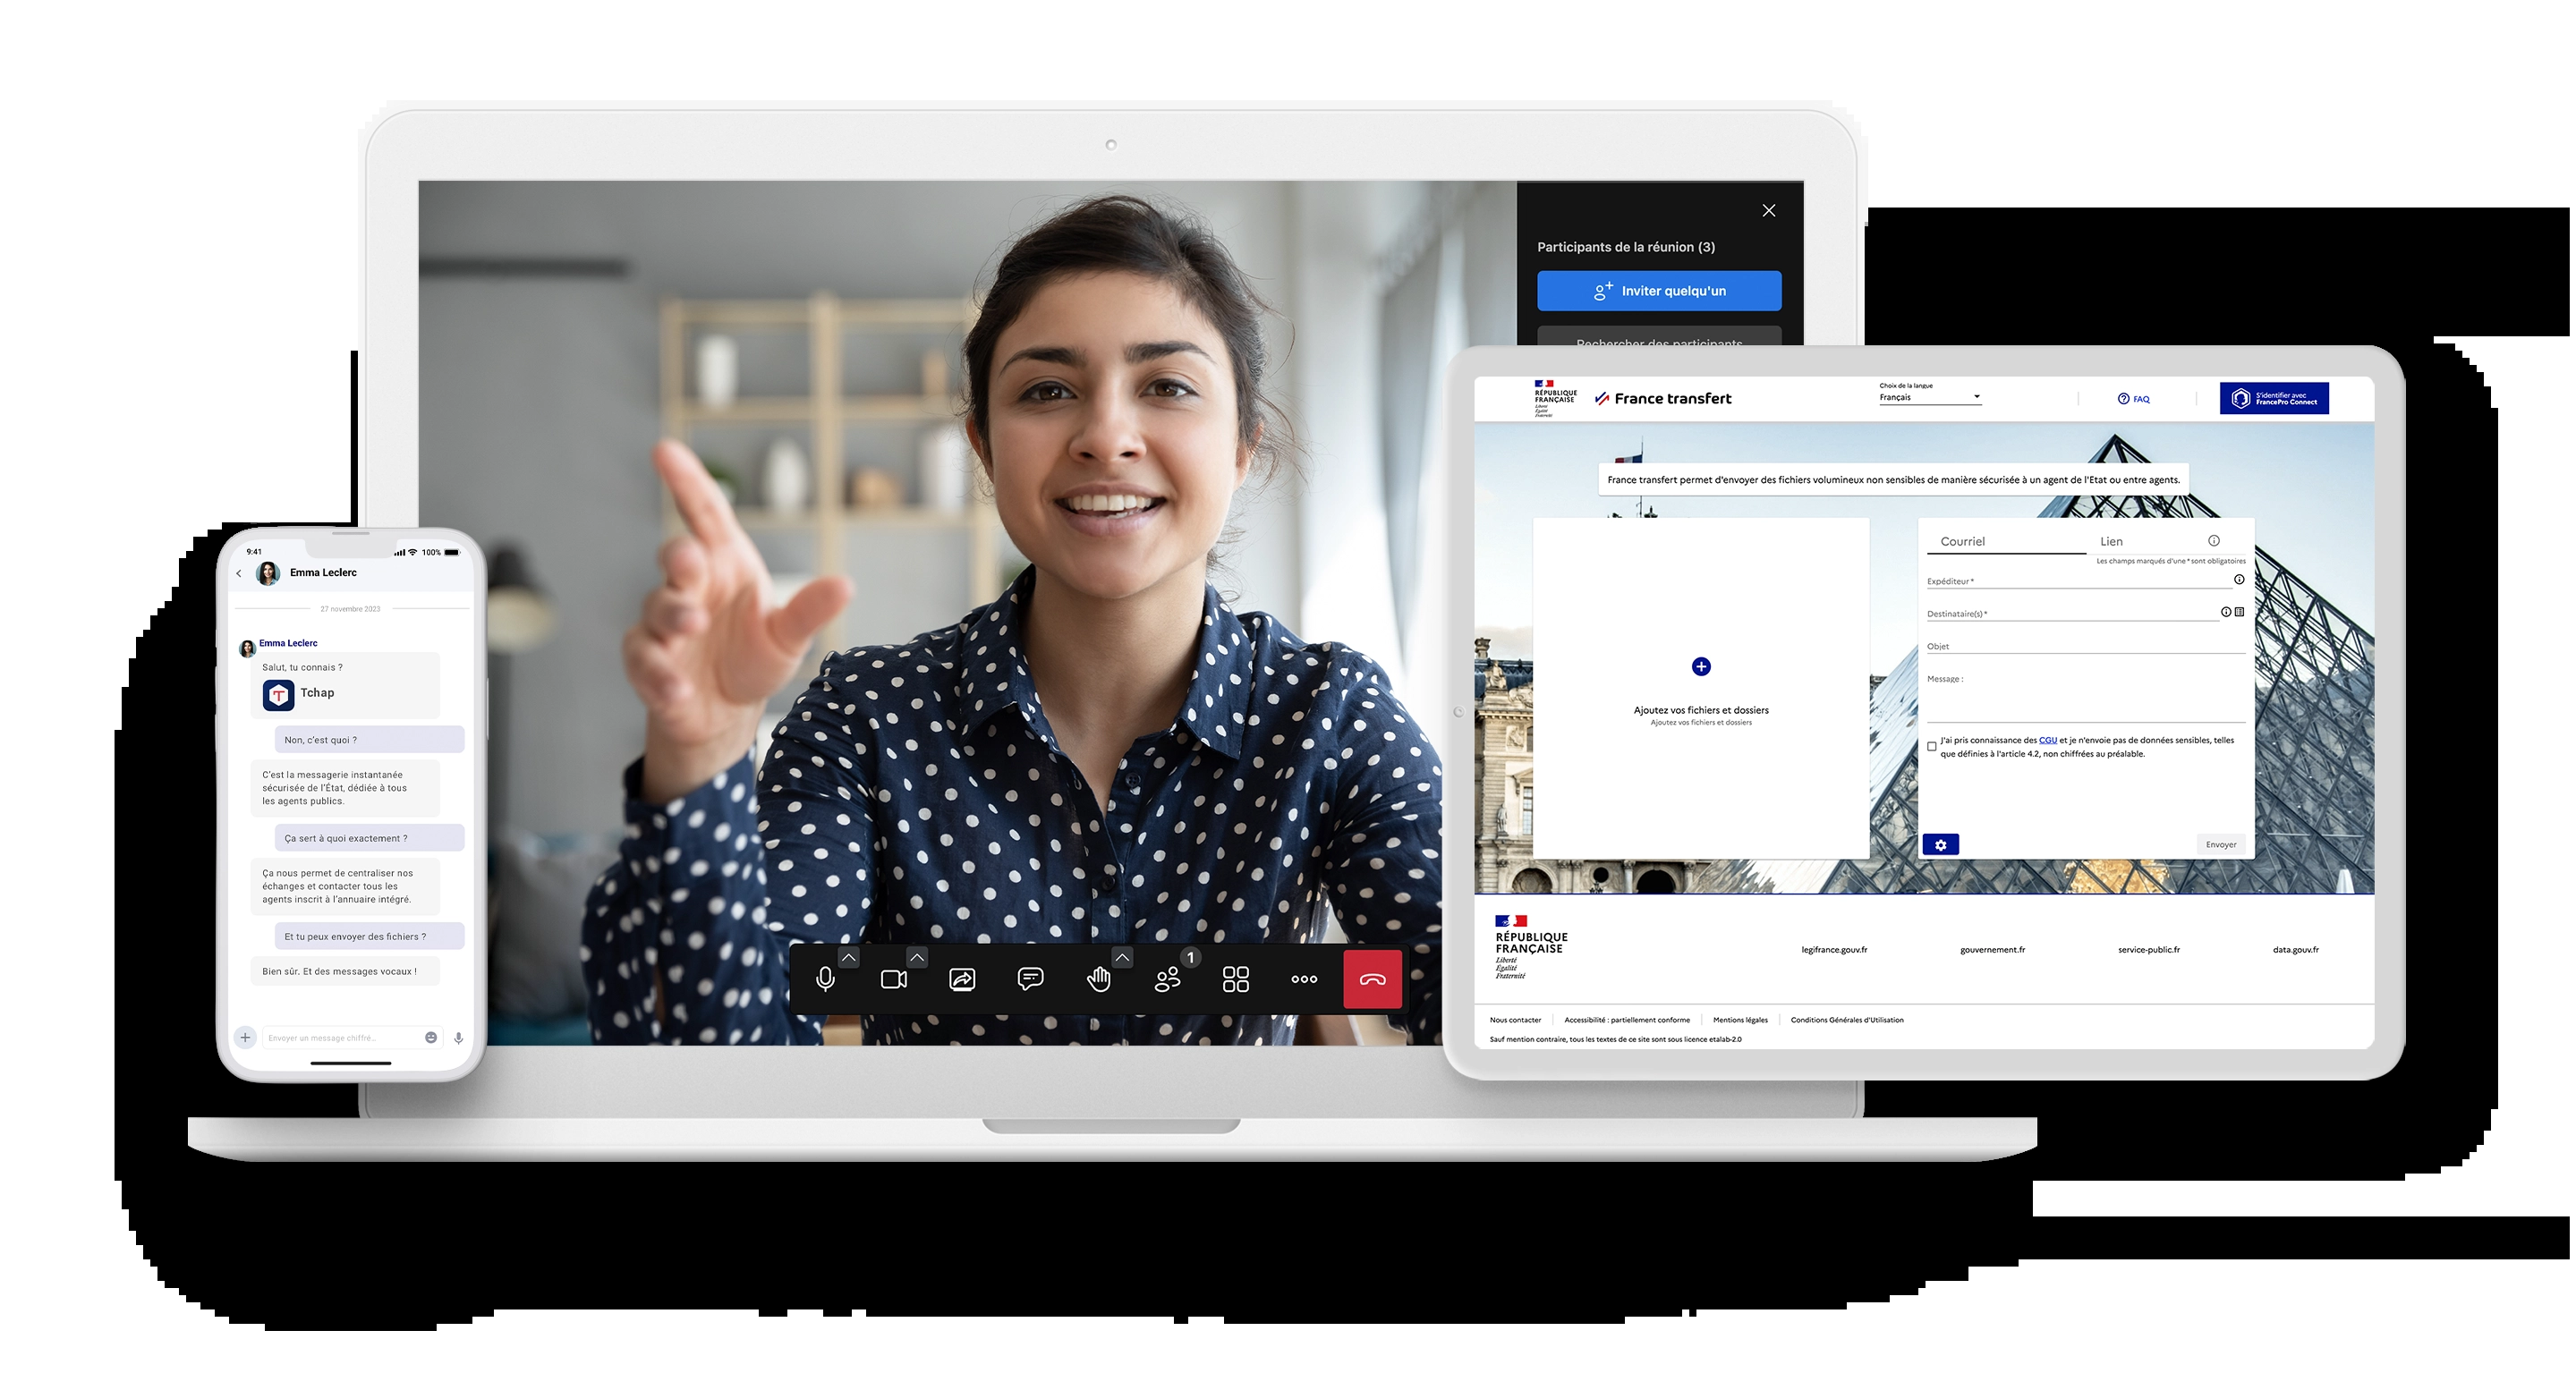 Participants de la réunion (3)
Inviter quelqu'un
Rechercher des participants
1
9:41
100%
Emma Leclerc
27 novembre 2023
Emma Leclerc
Salut, tu connais ?
Tchap
Non, c'est quoi ?
C'est la messagerie instantanée
sécurisée de l'État, dédiée à tous
les agents publics.
Ça sert à quoi exactement ?
Ça nous permet de centraliser nos
échanges et contacter tous les
agents inscrit à l'annuaire intégré.
Et tu peux envoyer des fichiers ?
Bien sûr. Et des messages vocaux !
Envoyer un message chiffré...
RÉPUBLIQUE
FRANÇAISE
Liberté
Égalité
Fraternité
France transfert
Choix de la langue
Français
FAQ
S'identifier avec
FrancePro Connect
France transfert permet d'envoyer des fichiers volumineux non sensibles de manière sécurisée à un agent de l'Etat ou entre agents.
Ajoutez vos fichiers et dossiers
Ajoutez vos fichiers et dossiers
Courriel
Lien
Les champs marqués d'une * sont obligatoires
Expéditeur *
Destinataire(s) *
Objet
Message :
J'ai pris connaissance des CGU et je n'envoie pas de données sensibles, telles
que définies à l'article 4.2, non chiffrées au préalable.
Envoyer
RÉPUBLIQUE
FRANÇAISE
Liberté
Égalité
Fraternité
legifrance.gouv.fr
gouvernement.fr
service-public.fr
data.gouv.fr
Nous contacter
Accessibilité : partiellement conforme
Mentions légales
Conditions Générales d'Utilisation
Sauf mention contraire, tous les textes de ce site sont sous licence etalab-2.0